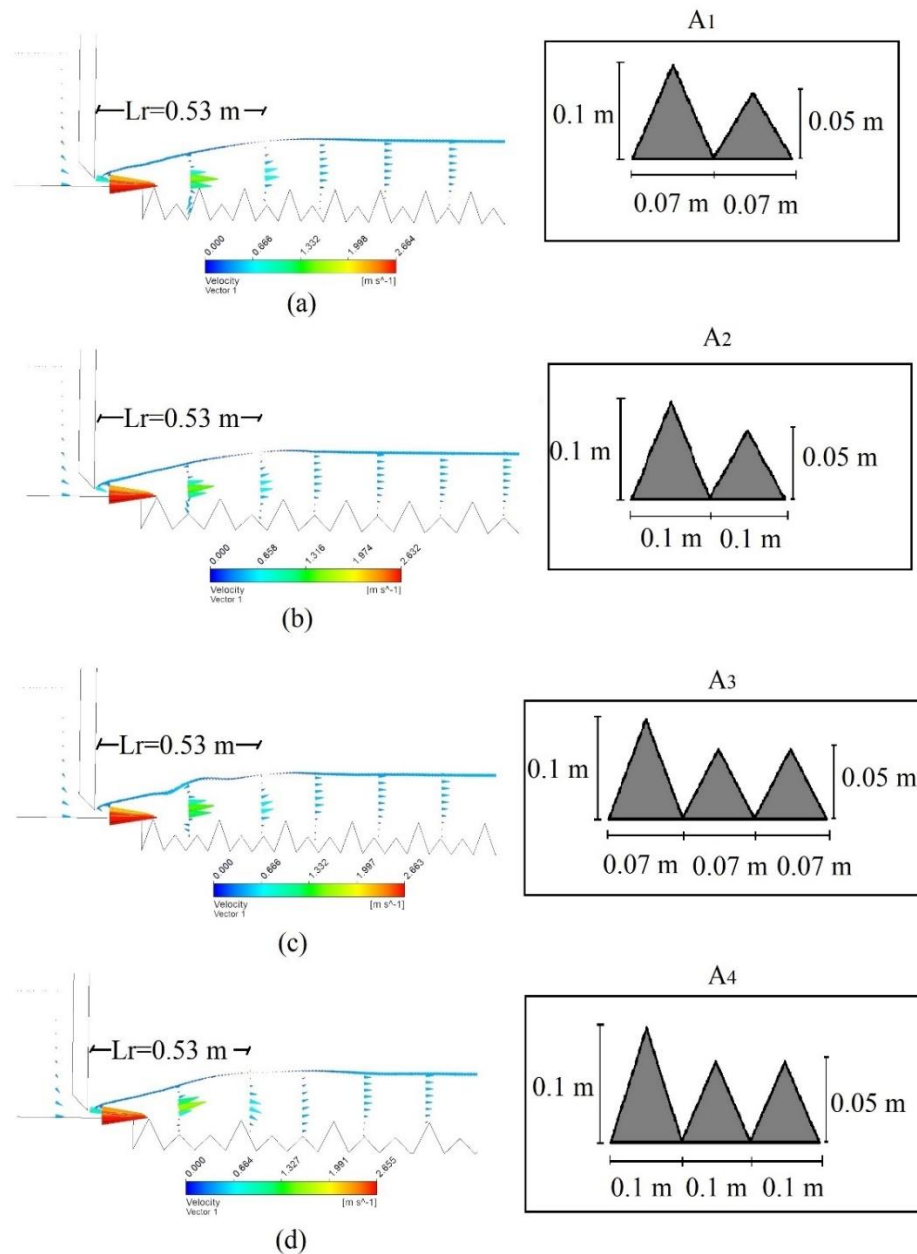 A1
Lr=0.53 m
0.1 m
0.05 m
0.07 m 0.07 m
0.000 0.666 1.332 1.998 2.664
Velocity [m s^-1]
Vector 1
(a)
A2
Lr=0.53 m
0.1 m
0.05 m
0.1 m 0.1 m
0.000 0.658 1.316 1.974 2.632
Velocity [m s^-1]
Vector 1
(b)
A3
Lr=0.53 m
0.1 m
0.05 m
0.07 m 0.07 m 0.07 m
0.000 0.666 1.332 1.997 2.663
Velocity [m s^-1]
Vector 1
(c)
A4
Lr=0.53 m
0.1 m
0.05 m
0.1 m 0.1 m 0.1 m
0.000 0.664 1.327 1.991 2.655
Velocity [m s^-1]
Vector 1
(d)